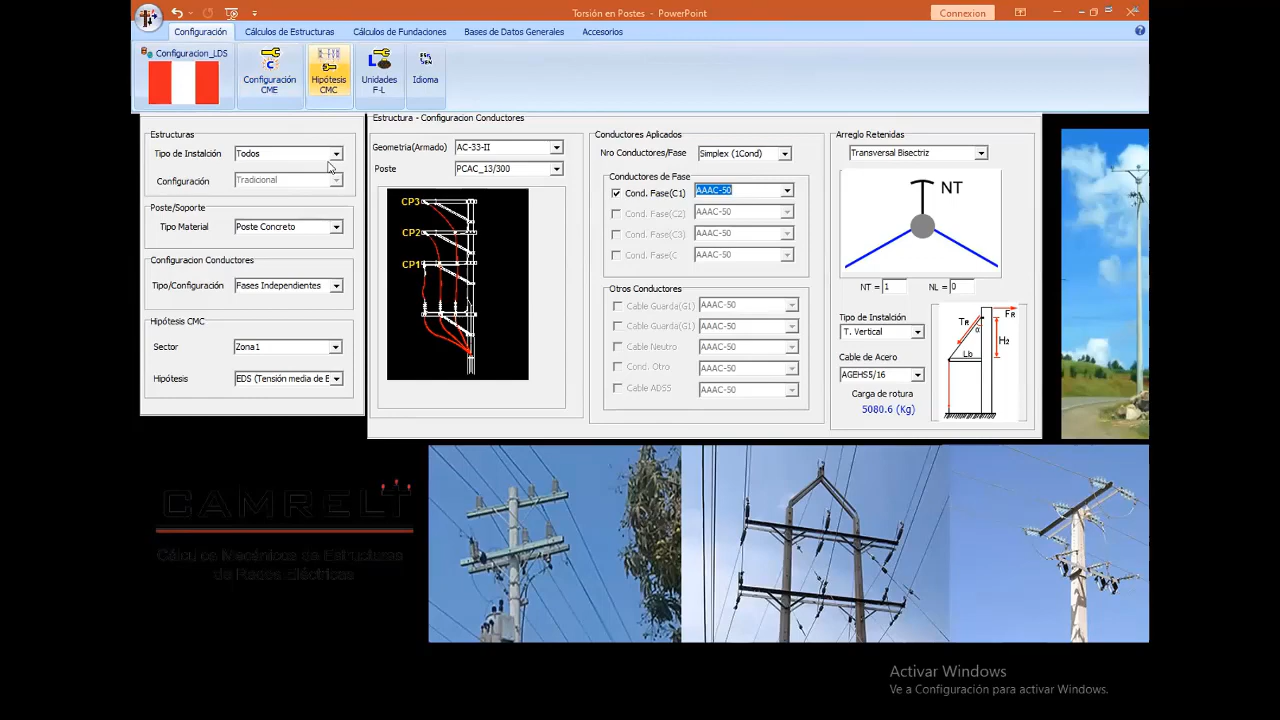 Torsión en Postes - PowerPoint
Connexion
Configuración
Cálculos de Estructuras
Cálculos de Fundaciones
Bases de Datos Generales
Accesorios
Configuracion_LDS
Configuración
CME
Hipótesis
CMC
Unidades
F-L
Idioma
Estructuras
Tipo de Instalción
Todos
Configuración
Tradicional
Poste/Soporte
Tipo Material
Poste Concreto
Configuracion Conductores
Tipo/Configuración
Fases Independientes
Hipótesis CMC
Sector
Zona1
Hipótesis
EDS (Tensión media de E
Estructura - Configuracion Conductores
Geometria(Armado)
AC-33-II
Poste
PCAC_13/300
CP3
CP2
CP1
Conductores Aplicados
Nro Conductores/Fase
Simplex (1Cond)
Conductores de Fase
Cond. Fase(C1)
AAAC-50
Cond. Fase(C2)
AAAC-50
Cond. Fase(C3)
AAAC-50
Cond. Fase(C
AAAC-50
Otros Conductores
Cable Guarda(G1)
AAAC-50
Cable Guarda(G1)
AAAC-50
Cable Neutro
AAAC-50
Cond. Otro
AAAC-50
Cable ADSS
AAAC-50
Arreglo Retenidas
Transversal Bisectriz
NT
NT = 1
NL = 0
Tipo de Instalación
T. Vertical
Cable de Acero
AGEHS5/16
Carga de rotura
5080.6 (Kg)
FR
TR
α
H2
Lb
CAMRELT
Cálculos Mecánicos de Estructuras
de Redes Eléctricas
Activar Windows
Ve a Configuración para activar Windows.